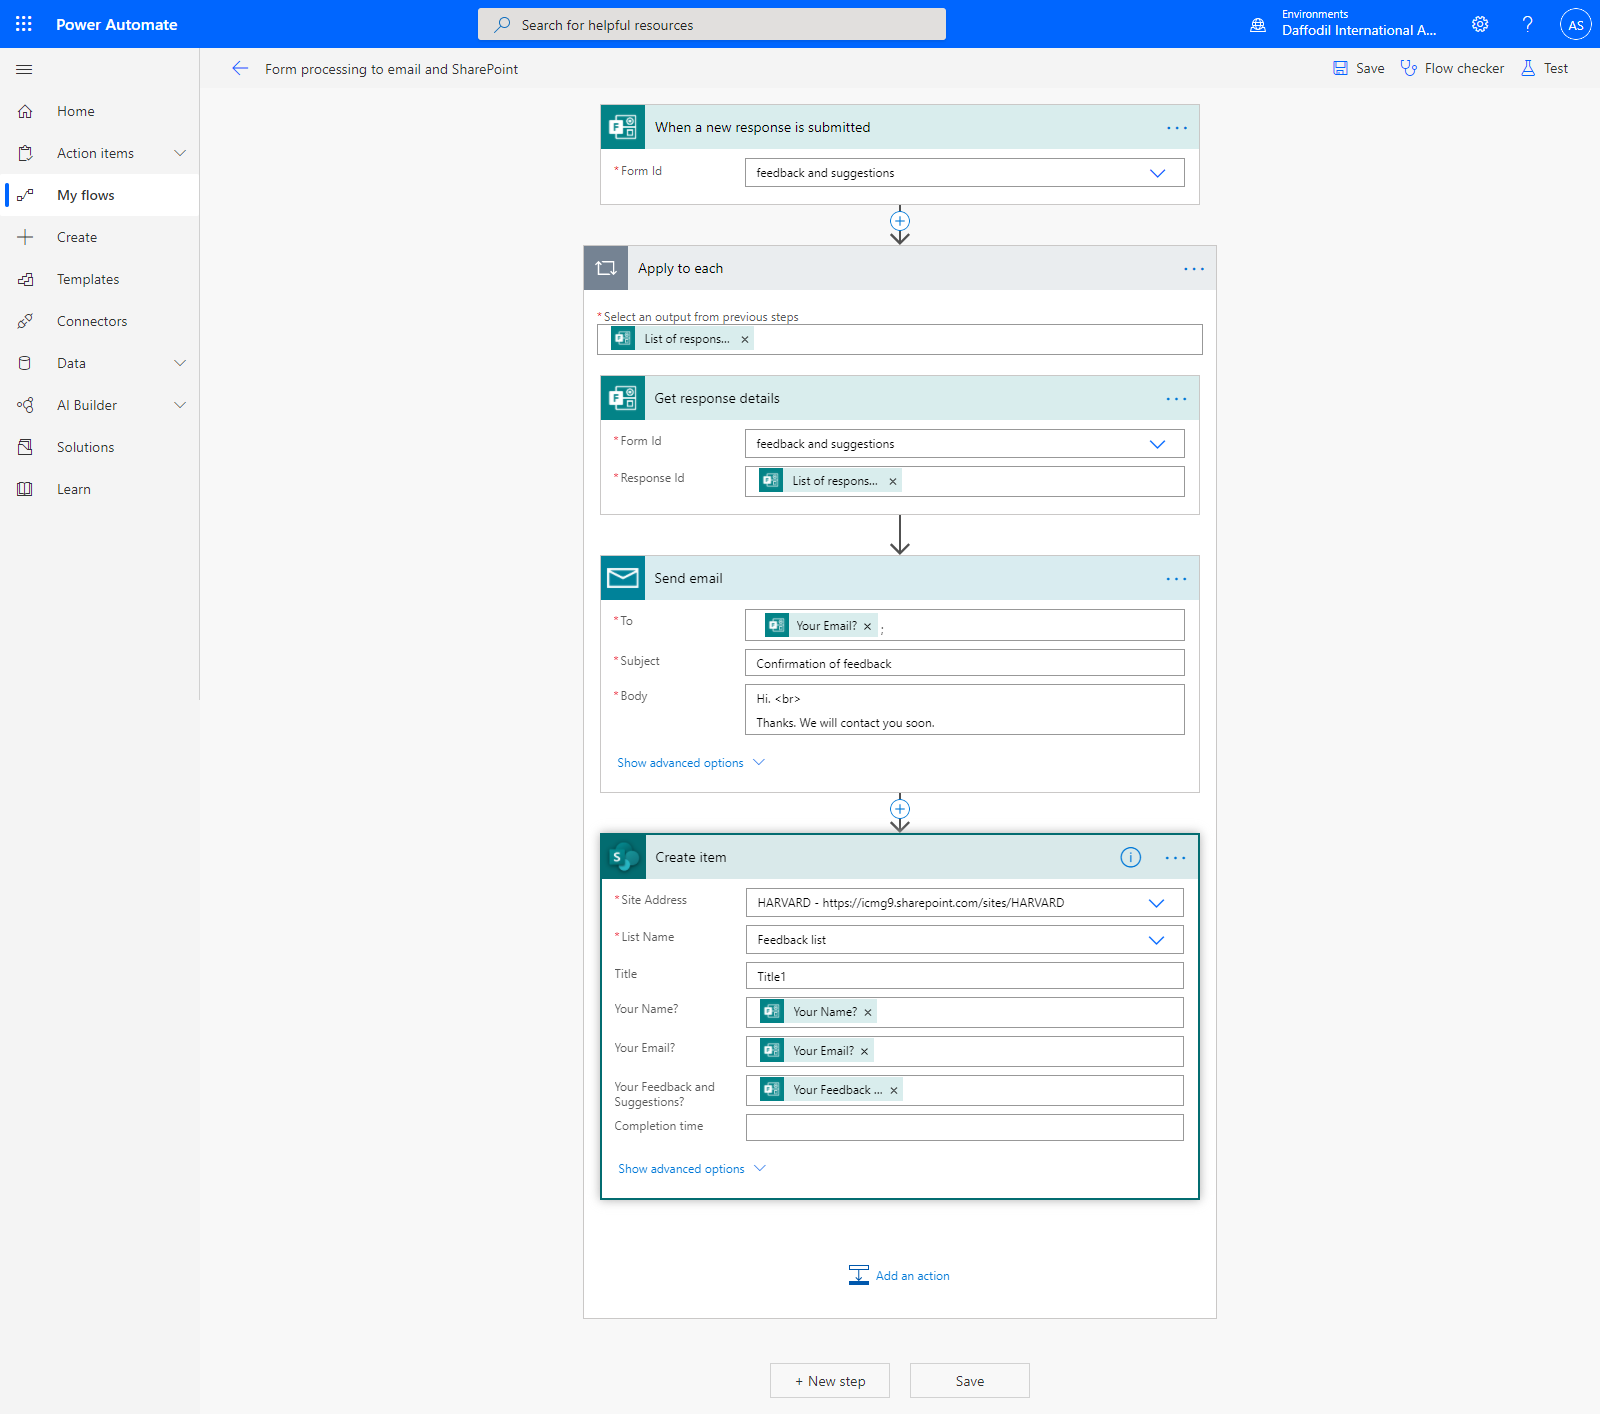 Power Automate
Search for helpful resources
Environments
Daffodil International A...
?
AS
Form processing to email and SharePoint
Save
Flow checker
Test
Home
Action items
My flows
Create
Templates
Connectors
Data
AI Builder
Solutions
Learn
When a new response is submitted
* Form Id
feedback and suggestions
Apply to each
* Select an output from previous steps
List of respons... ×
Get response details
* Form Id
feedback and suggestions
* Response Id
List of respons... ×
Send email
* To
Your Email? × ;
* Subject
Confirmation of feedback
* Body
Hi. <br>
Thanks. We will contact you soon.
Show advanced options
Create item
* Site Address
HARVARD - https://icmg9.sharepoint.com/sites/HARVARD
* List Name
Feedback list
Title
Title1
Your Name?
Your Name? ×
Your Email?
Your Email? ×
Your Feedback and
Suggestions?
Your Feedback ... ×
Completion time
Show advanced options
Add an action
+ New step
Save